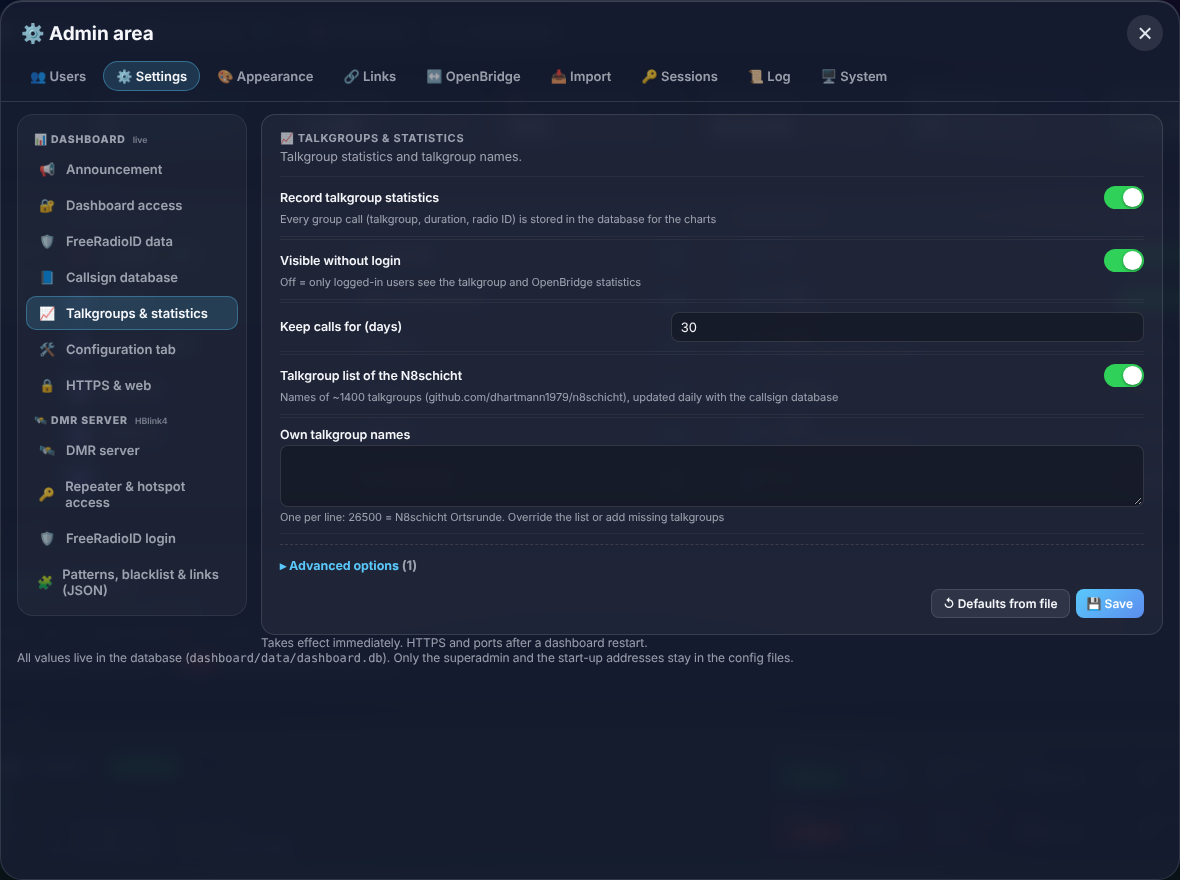 ⚙️ Admin area
✕
👥 Users ⚙️ Settings 🎨 Appearance 🔗 Links ↔️ OpenBridge 📥 Import 🔑 Sessions 📜 Log 🖥️ System
📊 DASHBOARD live
📢 Announcement
🔐 Dashboard access
🛡️ FreeRadioID data
📘 Callsign database
📈 Talkgroups & statistics
🛠️ Configuration tab
🔒 HTTPS & web
🛰️ DMR SERVER HBlink4
🛰️ DMR server
🔑 Repeater & hotspot
access
🛡️ FreeRadioID login
🧩 Patterns, blacklist & links
(JSON)
📈 TALKGROUPS & STATISTICS
Talkgroup statistics and talkgroup names.
Record talkgroup statistics
Every group call (talkgroup, duration, radio ID) is stored in the database for the charts
Visible without login
Off = only logged-in users see the talkgroup and OpenBridge statistics
Keep calls for (days) 30
Talkgroup list of the N8schicht
Names of ~1400 talkgroups (github.com/dhartmann1979/n8schicht), updated daily with the callsign database
Own talkgroup names
One per line: 26500 = N8schicht Ortsrunde. Override the list or add missing talkgroups
▸ Advanced options (1)
↺ Defaults from file 💾 Save
Takes effect immediately. HTTPS and ports after a dashboard restart.
All values live in the database (dashboard/data/dashboard.db). Only the superadmin and the start-up addresses stay in the config files.